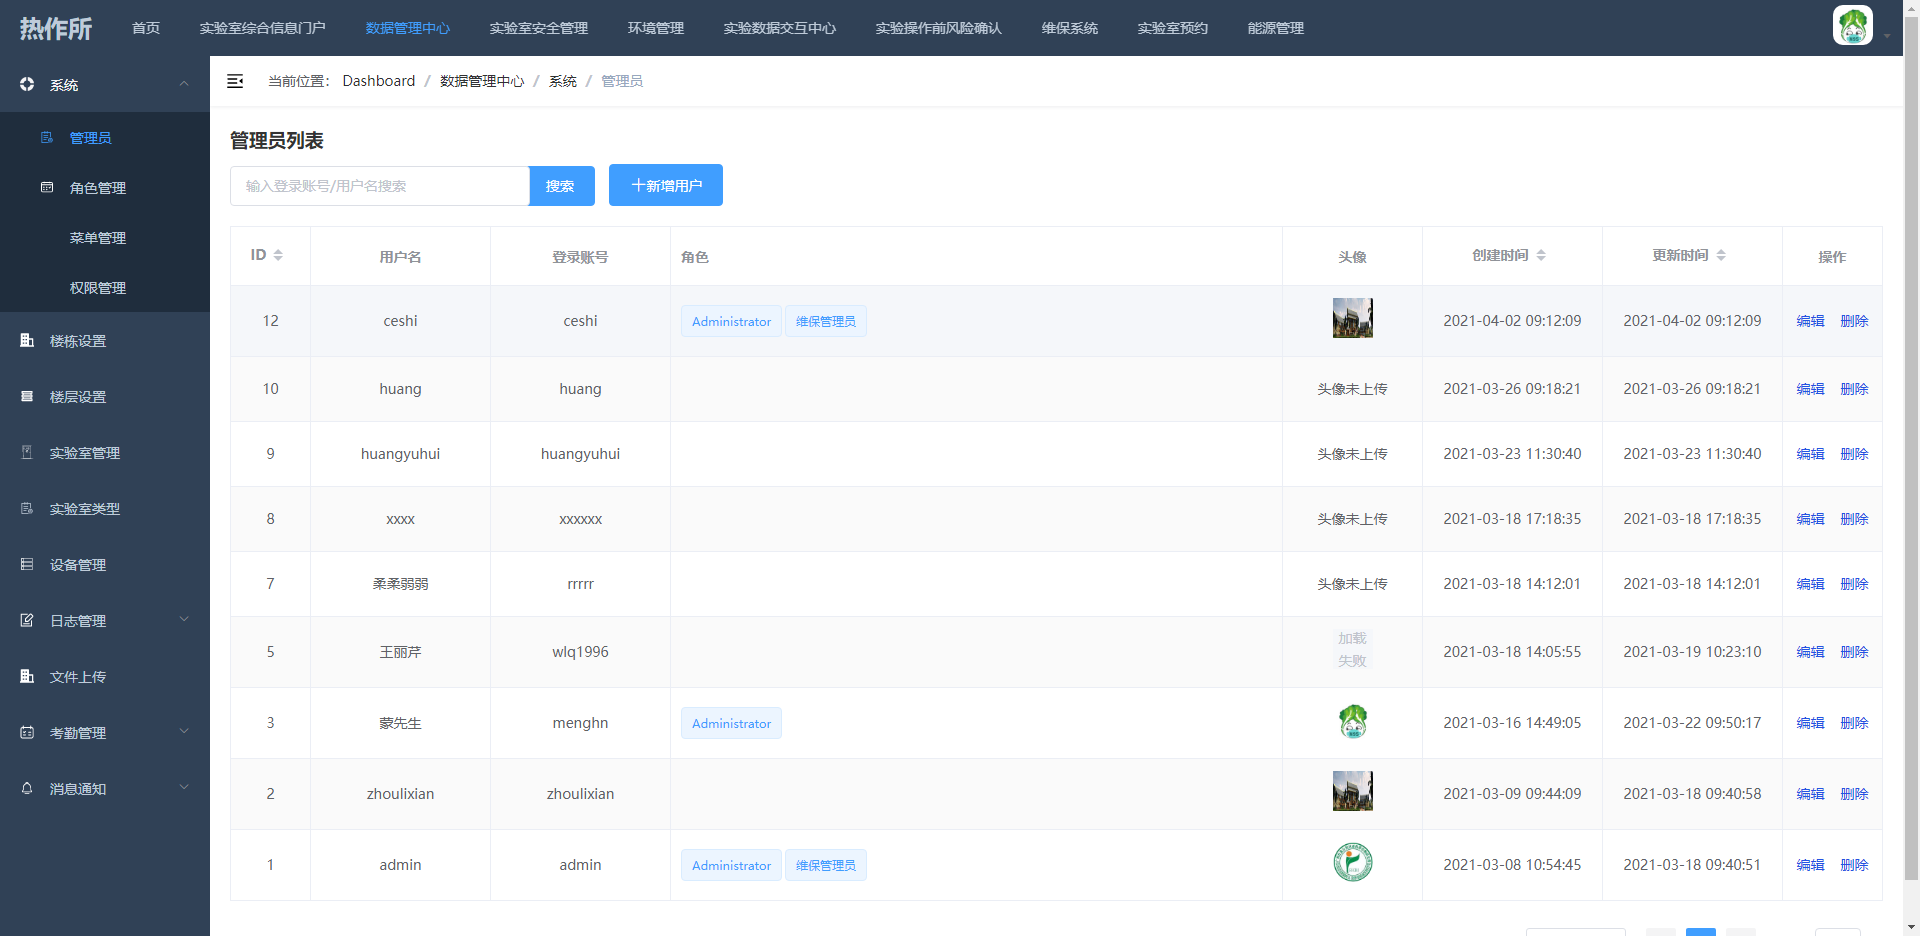 热作所 首页 实验室综合信息门户 数据管理中心 实验室安全管理 环境管理 实验数据交互中心 实验操作前风险确认 维保系统 实验室预约 能源管理
系统
管理员
角色管理
菜单管理
权限管理
楼栋设置
楼层设置
实验室管理
实验室类型
设备管理
日志管理
文件上传
考勤管理
消息通知
当前位置： Dashboard / 数据管理中心 / 系统 / 管理员
管理员列表
输入登录账号/用户名搜索 搜索 +新增用户
ID 用户名 登录账号 角色 头像 创建时间 更新时间 操作
12 ceshi ceshi Administrator 维保管理员 2021-04-02 09:12:09 2021-04-02 09:12:09 编辑 删除
10 huang huang 头像未上传 2021-03-26 09:18:21 2021-03-26 09:18:21 编辑 删除
9 huangyuhui huangyuhui 头像未上传 2021-03-23 11:30:40 2021-03-23 11:30:40 编辑 删除
8 xxxx xxxxxx 头像未上传 2021-03-18 17:18:35 2021-03-18 17:18:35 编辑 删除
7 柔柔弱弱 rrrrr 头像未上传 2021-03-18 14:12:01 2021-03-18 14:12:01 编辑 删除
5 王丽芹 wlq1996 加载失败 2021-03-18 14:05:55 2021-03-19 10:23:10 编辑 删除
3 蒙先生 menghn Administrator 2021-03-16 14:49:05 2021-03-22 09:50:17 编辑 删除
2 zhoulixian zhoulixian 2021-03-09 09:44:09 2021-03-18 09:40:58 编辑 删除
1 admin admin Administrator 维保管理员 2021-03-08 10:54:45 2021-03-18 09:40:51 编辑 删除